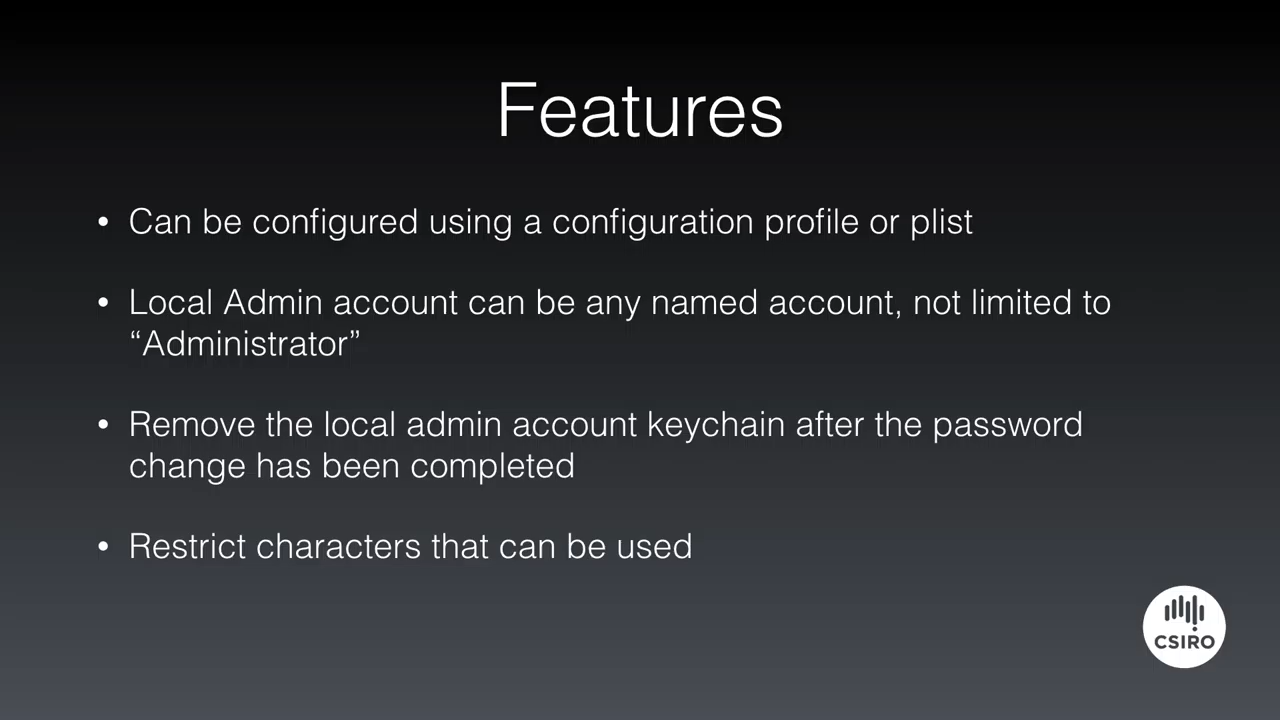 Features
• Can be configured using a configuration profile or plist
• Local Admin account can be any named account, not limited to
“Administrator”
• Remove the local admin account keychain after the password
change has been completed
• Restrict characters that can be used
CSIRO